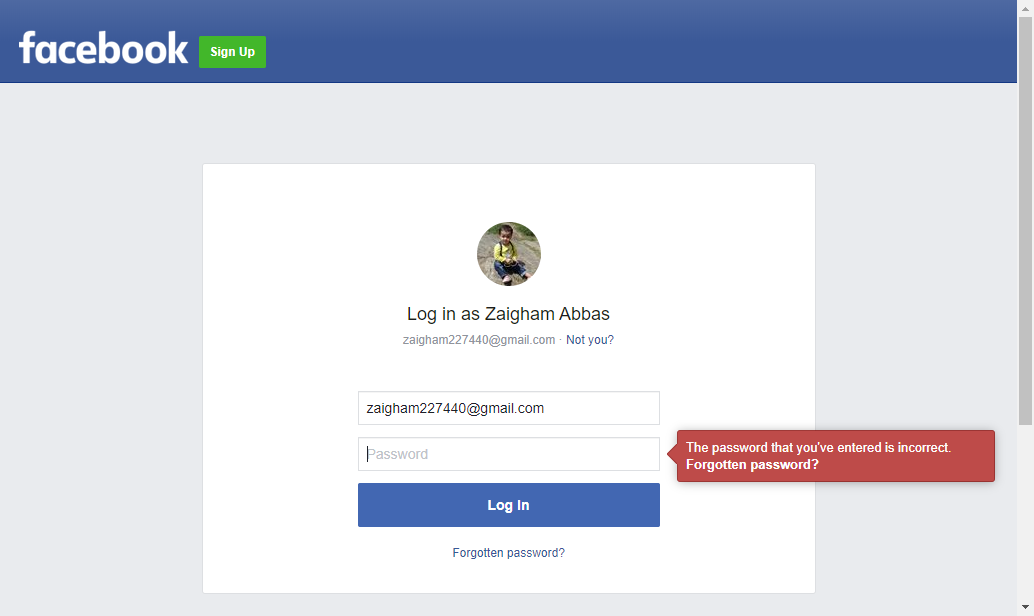 facebook Sign Up
Log in as Zaigham Abbas
zaigham227440@gmail.com · Not you?
zaigham227440@gmail.com
Password
The password that you've entered is incorrect.
Forgotten password?
Log In
Forgotten password?